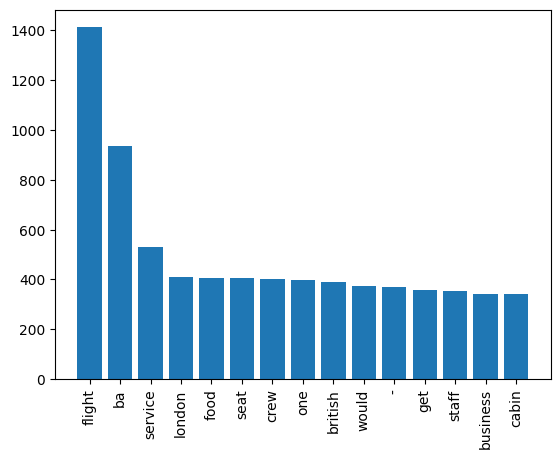 1400
1200
1000
800
600
400
200
0
flight
ba
service
london
food
seat
crew
one
british
would
-
get
staff
business
cabin